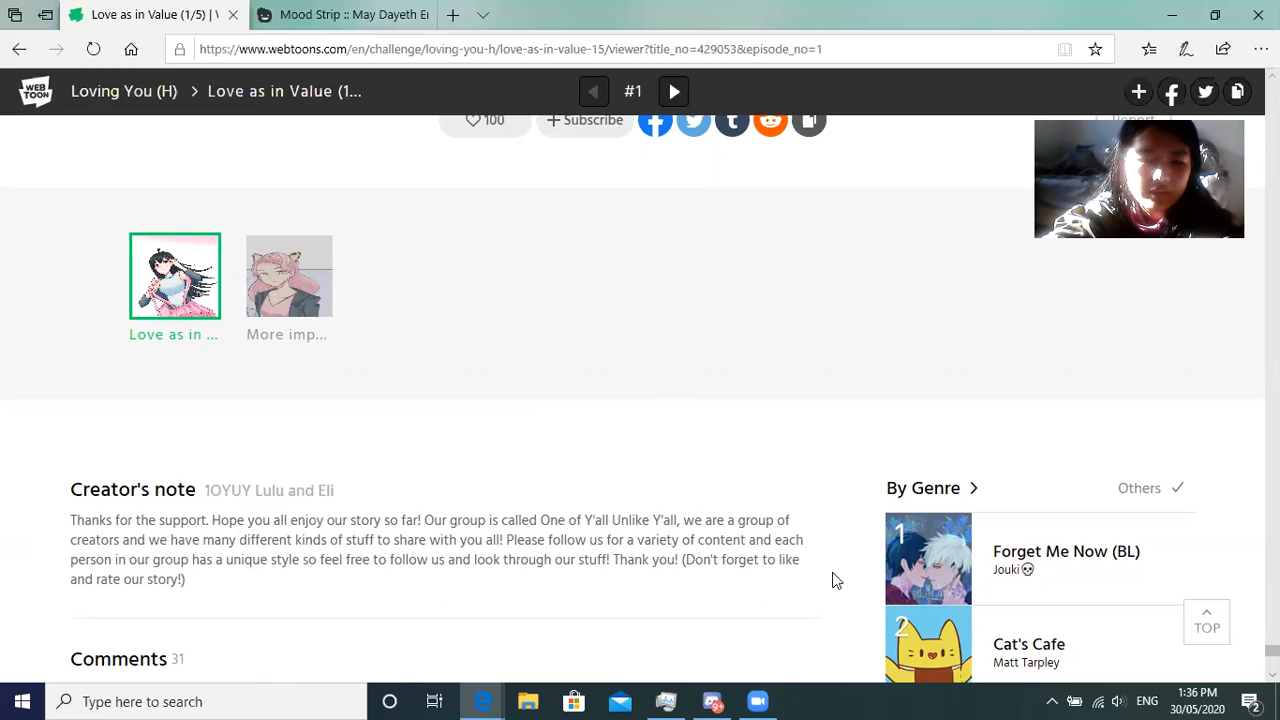 Love as in Value (1/5) | V
Mood Strip :: May Dayeth Er
https://www.webtoons.com/en/challenge/loving-you-h/love-as-in-value-15/viewer?title_no=429053&episode_no=1
WEB TOON
Loving You (H) > Love as in Value (1... #1
100
+ Subscribe
Report
Love as in ...
More imp...
Creator's note 1OYUY Lulu and Eli
Thanks for the support. Hope you all enjoy our story so far! Our group is called One of Y'all Unlike Y'all, we are a group of
creators and we have many different kinds of stuff to share with you all! Please follow us for a variety of content and each
person in our group has a unique style so feel free to follow us and look through our stuff! Thank you! (Don't forget to like
and rate our story!)
By Genre >
Others
1
Forget Me Now (BL)
Jouki💀
2
Cat's Cafe
Matt Tarpley
TOP
Comments 31
Type here to search
9+
ENG
1:36 PM
30/05/2020
2